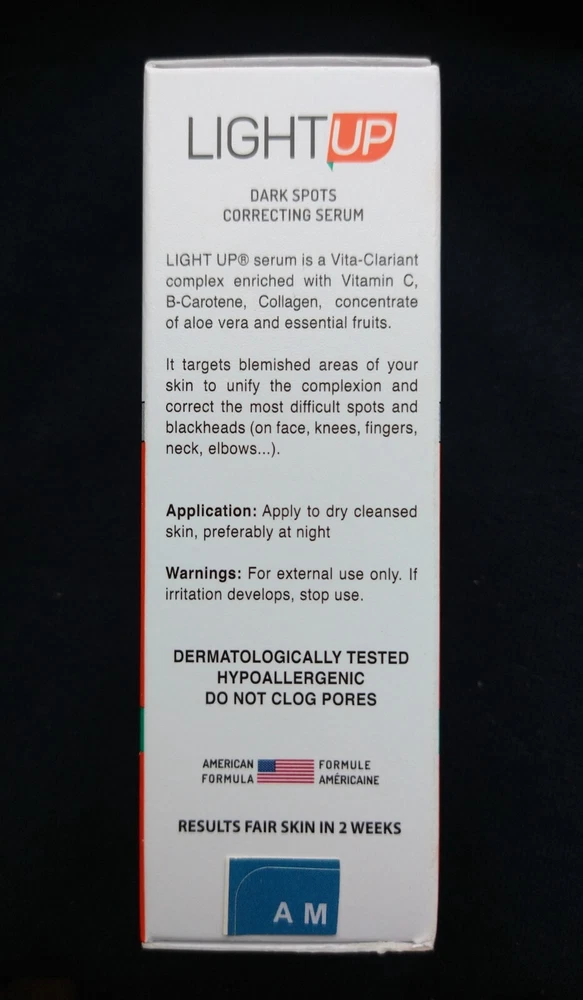 LIGHTUP
DARK SPOTS
CORRECTING SERUM
LIGHT UP® serum is a Vita-Clariant
complex enriched with Vitamin C,
B-Carotene, Collagen, concentrate
of aloe vera and essential fruits.
It targets blemished areas of your
skin to unify the complexion and
correct the most difficult spots and
blackheads (on face, knees, fingers,
neck, elbows...).
Application: Apply to dry cleansed
skin, preferably at night
Warnings: For external use only. If
irritation develops, stop use.
DERMATOLOGICALLY TESTED
HYPOALLERGENIC
DO NOT CLOG PORES
AMERICAN FORMULE
FORMULA AMÉRICAINE
RESULTS FAIR SKIN IN 2 WEEKS
A M